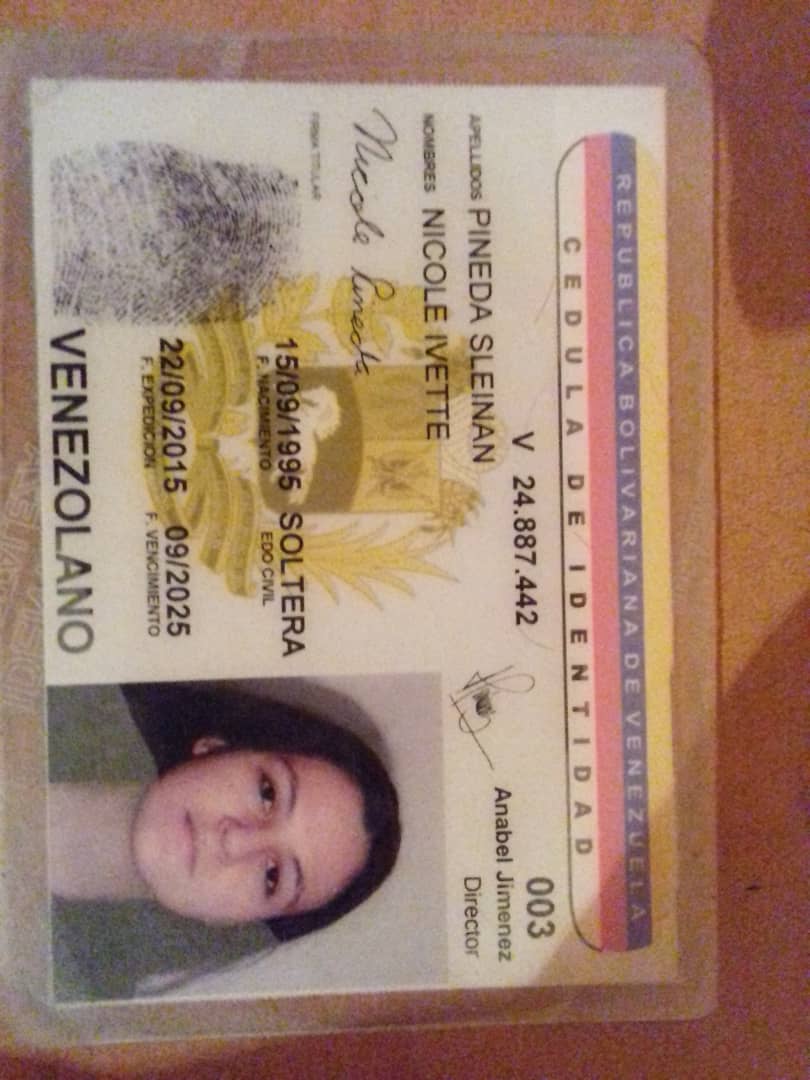 REPUBLICA BOLIVARIANA DE VENEZUELA
CEDULA DE IDENTIDAD
V 24.887.442
003
APELLIDOS PINEDA SLEINAN
Anabel Jimenez
Director
NOMBRES NICOLE IVETTE
Nicole Pineda
FIRMA TITULAR
15/09/1995 SOLTERA
F. NACIMIENTO EDO CIVIL
22/09/2015 09/2025
F. EXPEDICION F. VENCIMIENTO
VENEZOLANO